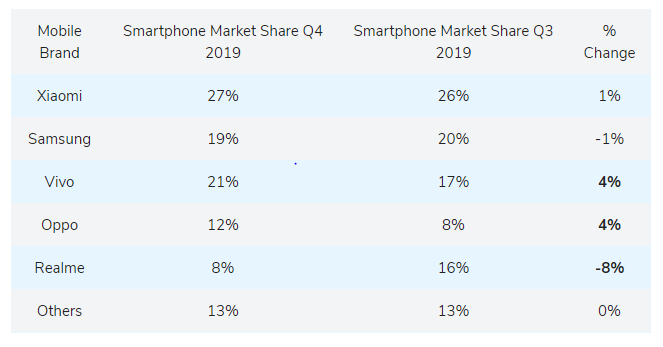 Mobile Brand Smartphone Market Share Q4 2019 Smartphone Market Share Q3 2019 % Change
Xiaomi 27% 26% 1%
Samsung 19% 20% -1%
Vivo 21% 17% 4%
Oppo 12% 8% 4%
Realme 8% 16% -8%
Others 13% 13% 0%